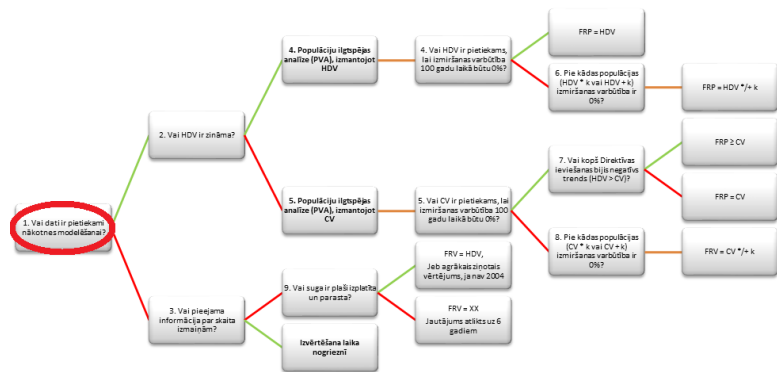 1. Vai dati ir pietiekami
nākotnes modelēšanai?
2. Vai HDV ir zināma?
3. Vai pieejama
informācija par skaita
izmaiņām?
4. Populāciju ilgtspējas
analīze (PVA), izmantojot
HDV
5. Populāciju ilgtspējas
analīze (PVA), izmantojot
CV
9. Vai suga ir plaši izplatīta
un parasta?
Izvērtēšana laika
nogrieznī
4. Vai HDV ir pietiekams,
lai izmiršanas varbūtība
100 gadu laikā būtu 0%?
5. Vai CV ir pietiekams, lai
izmiršanas varbūtība 100
gadu laikā būtu 0%?
FRV = HDV,
Jeb agrākais ziņotais
vērtējums, ja nav 2004
FRV = XX
Jautājums atlikts uz 6
gadiem
FRP = HDV
6. Pie kādas populācijas
(HDV * k vai HDV + k)
izmiršanas varbūtība ir
0%?
7. Vai kopš Direktīvas
ieviešanas bijis negatīvs
trends (HDV > CV)?
8. Pie kādas populācijas
(CV * k vai CV + k)
izmiršanas varbūtība ir
0%?
FRP = HDV */+ k
FRP ≥ CV
FRP = CV
FRV = CV */+ k